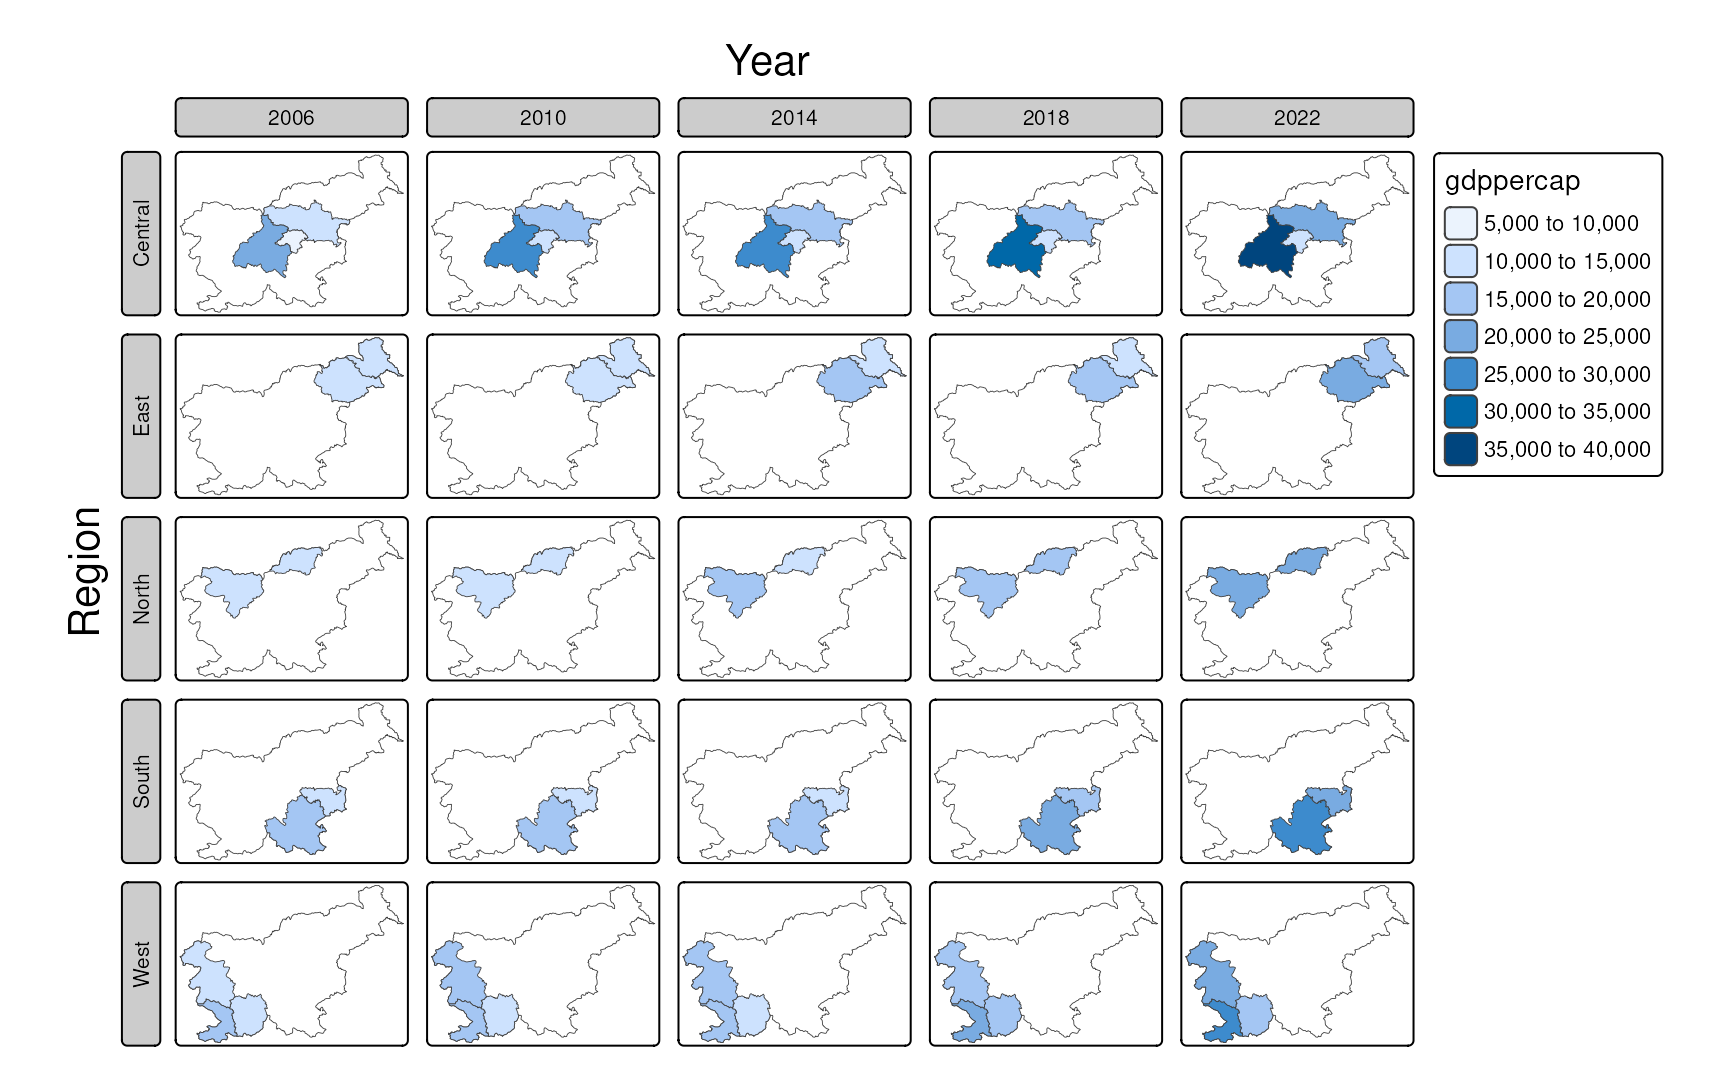 Year
2006
2010
2014
2018
2022
Region
Central
East
North
South
West
gdppercap
5,000 to 10,000
10,000 to 15,000
15,000 to 20,000
20,000 to 25,000
25,000 to 30,000
30,000 to 35,000
35,000 to 40,000